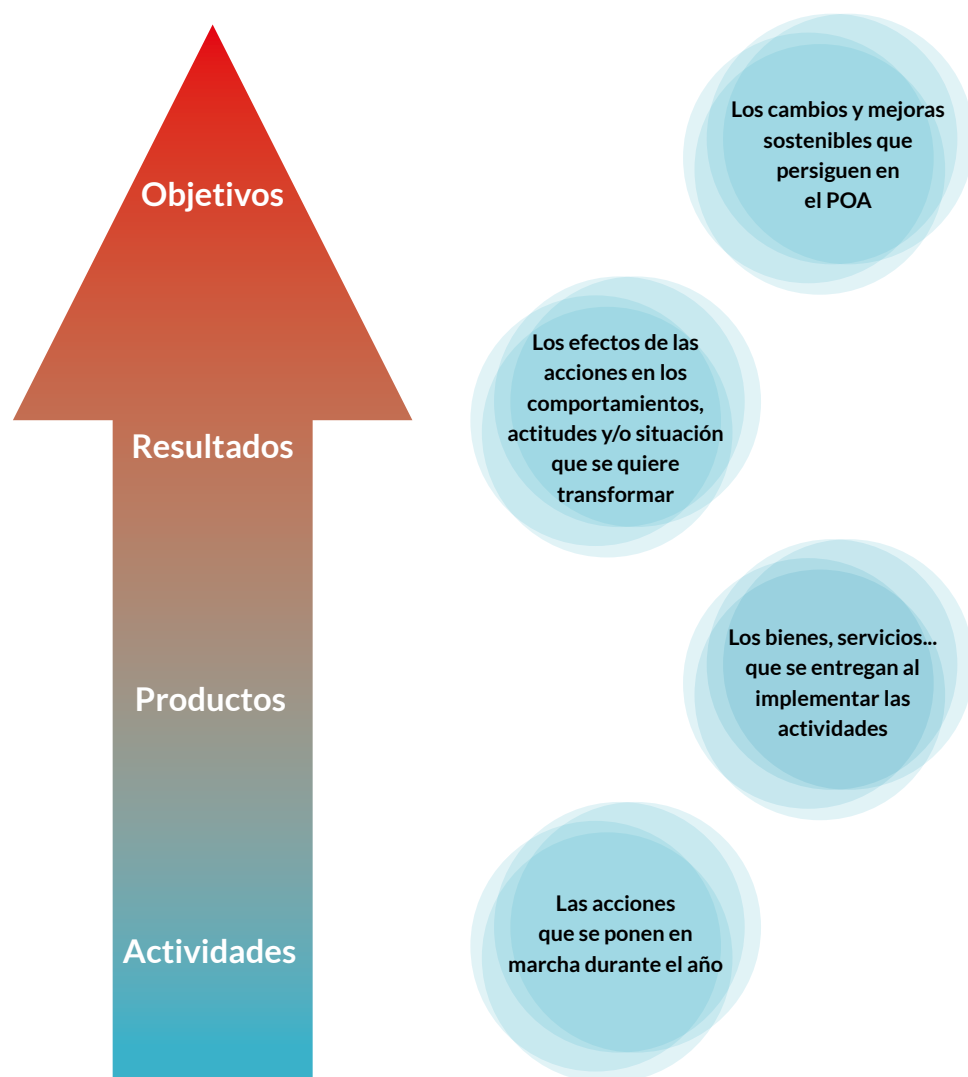 Objetivos
Los cambios y mejoras
sostenibles que
persiguen en
el POA
Resultados
Los efectos de las
acciones en los
comportamientos,
actitudes y/o situación
que se quiere
transformar
Productos
Los bienes, servicios...
que se entregan al
implementar las
actividades
Actividades
Las acciones
que se ponen en
marcha durante el año